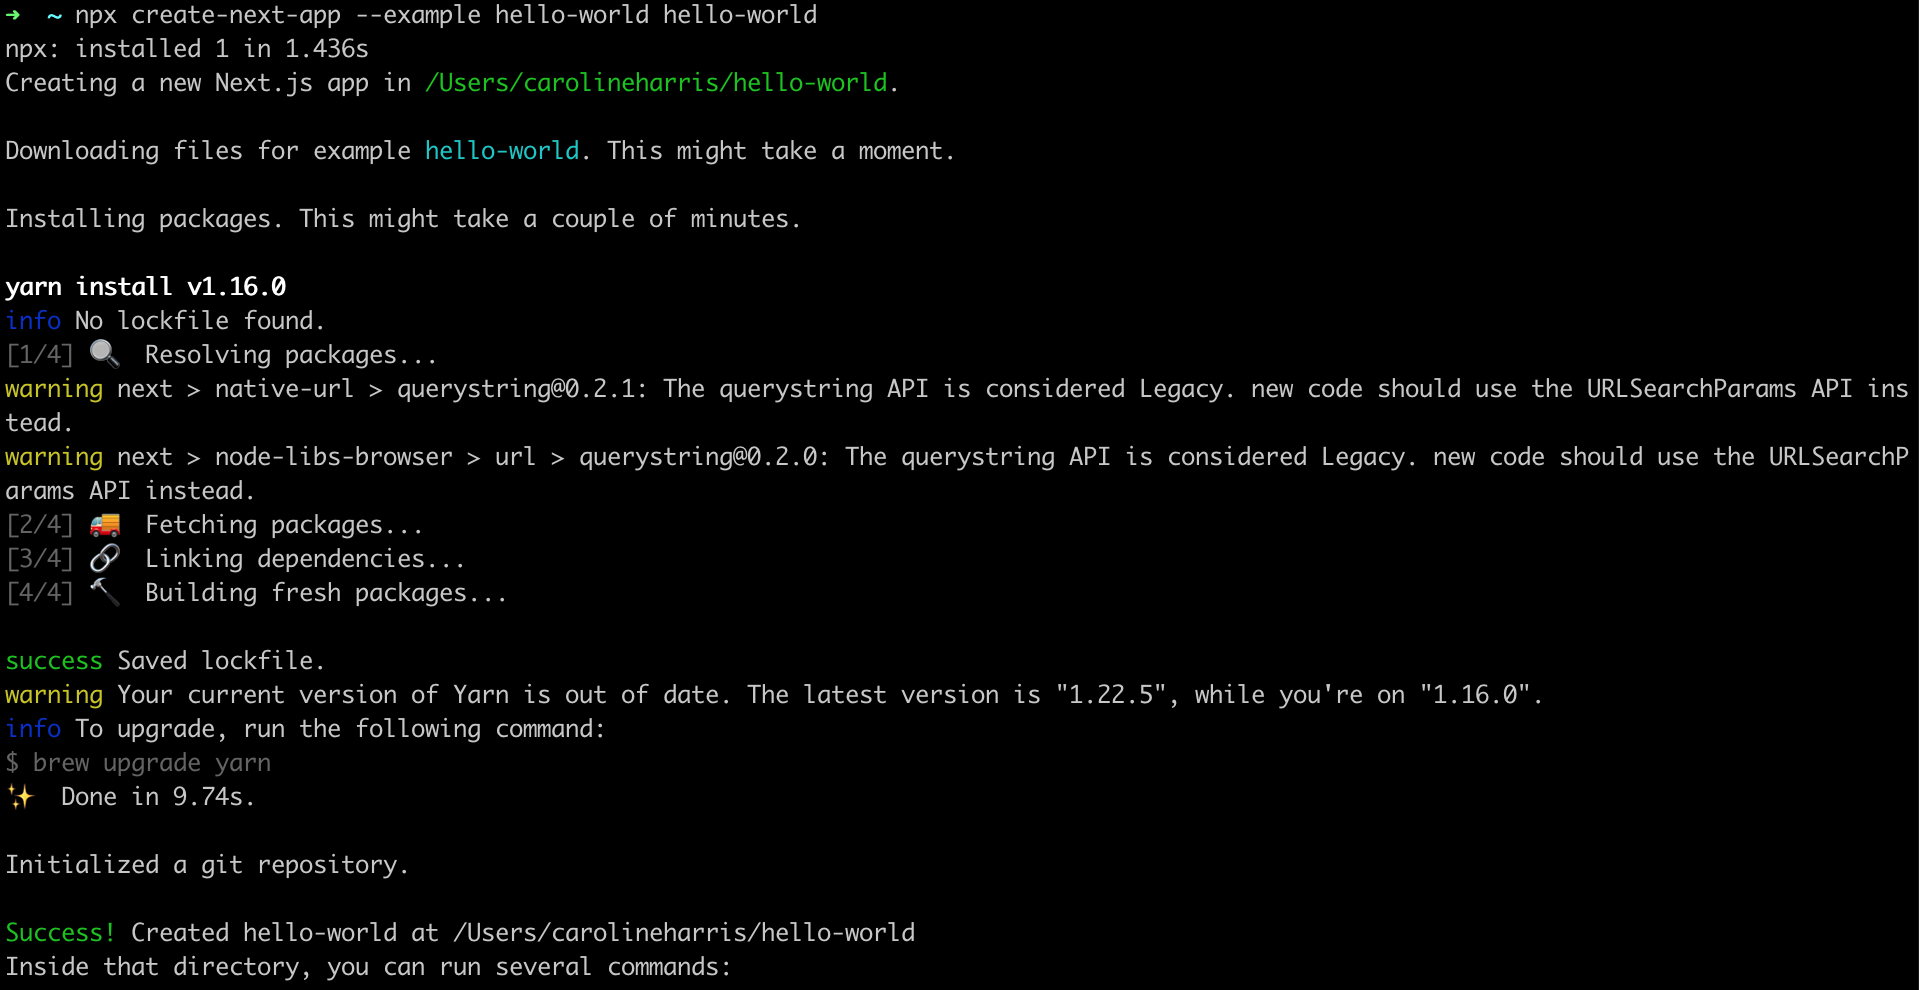 ➜  ~ npx create-next-app --example hello-world hello-world
npx: installed 1 in 1.436s
Creating a new Next.js app in /Users/carolineharris/hello-world.
Downloading files for example hello-world. This might take a moment.
Installing packages. This might take a couple of minutes.
yarn install v1.16.0
info No lockfile found.
[1/4] 🔍  Resolving packages...
warning next > native-url > querystring@0.2.1: The querystring API is considered Legacy. new code should use the URLSearchParams API ins
tead.
warning next > node-libs-browser > url > querystring@0.2.0: The querystring API is considered Legacy. new code should use the URLSearchP
arams API instead.
[2/4] 🚚  Fetching packages...
[3/4] 🔗  Linking dependencies...
[4/4] 🔨  Building fresh packages...
success Saved lockfile.
warning Your current version of Yarn is out of date. The latest version is "1.22.5", while you're on "1.16.0".
info To upgrade, run the following command:
$ brew upgrade yarn
✨  Done in 9.74s.
Initialized a git repository.
Success! Created hello-world at /Users/carolineharris/hello-world
Inside that directory, you can run several commands: